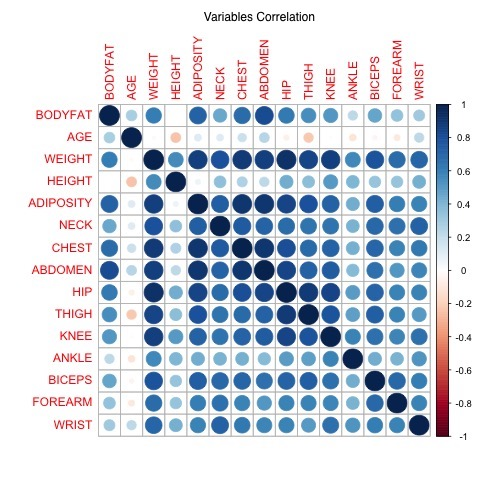 Variables Correlation
BODYFAT
AGE
WEIGHT
HEIGHT
ADIPOSITY
NECK
CHEST
ABDOMEN
HIP
THIGH
KNEE
ANKLE
BICEPS
FOREARM
WRIST
BODYFAT
AGE
WEIGHT
HEIGHT
ADIPOSITY
NECK
CHEST
ABDOMEN
HIP
THIGH
KNEE
ANKLE
BICEPS
FOREARM
WRIST
1
0.8
0.6
0.4
0.2
0
-0.2
-0.4
-0.6
-0.8
-1